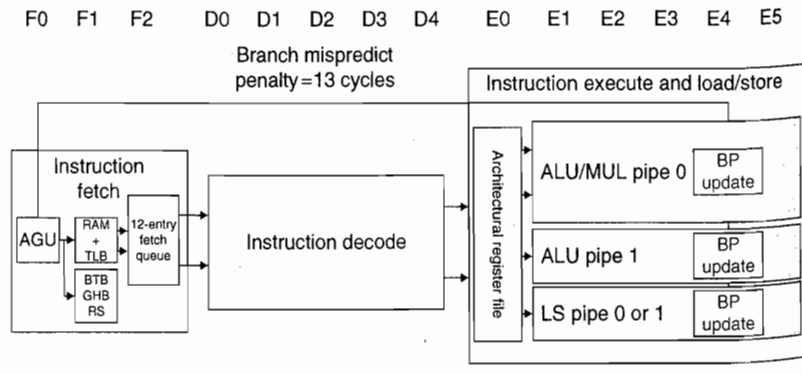 F0 F1 F2 D0 D1 D2 D3 D4 E0 E1 E2 E3 E4 E5
Branch mispredict
penalty=13 cycles
Instruction execute and load/store
Instruction
fetch
AGU
RAM
+
TLB
BTB
GHB
RS
12-entry
fetch
queue
Instruction decode
Architectural register file
ALU/MUL pipe 0
BP
update
ALU pipe 1
BP
update
LS pipe 0 or 1
BP
update